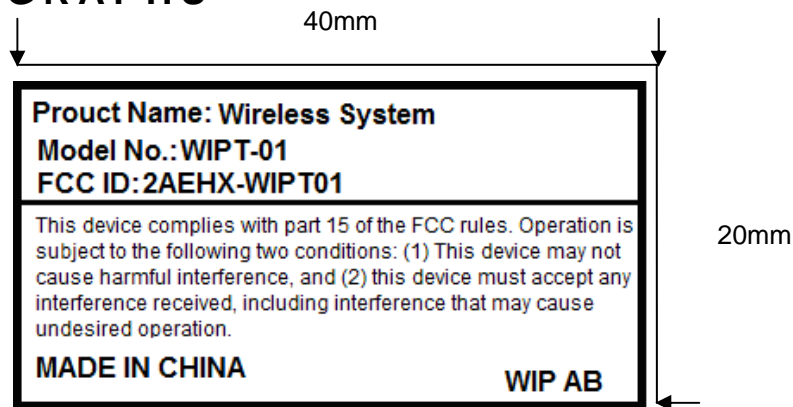 40mm
Prouct Name: Wireless System
Model No.:WIPT-01
FCC ID:2AEHX-WIPT01
This device complies with part 15 of the FCC rules. Operation is
subject to the following two conditions: (1) This device may not
cause harmful interference, and (2) this device must accept any
interference received, including interference that may cause
undesired operation.
20mm
MADE IN CHINA
WIP AB